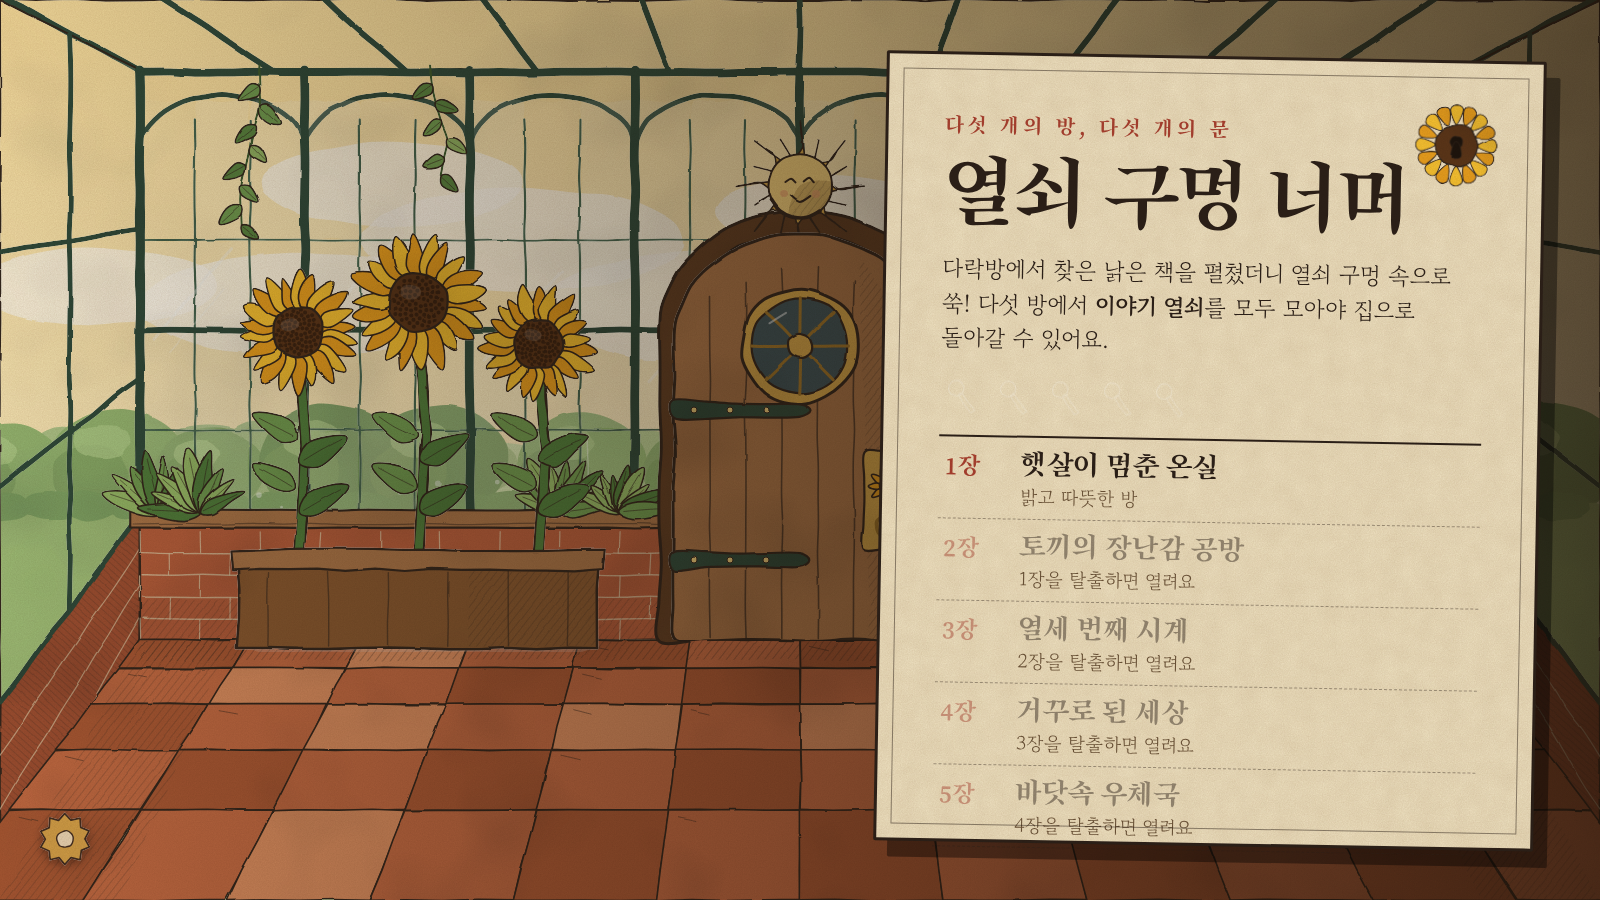 다섯 개의 방, 다섯 개의 문
열쇠 구멍 너머
다락방에서 찾은 낡은 책을 펼쳤더니 열쇠 구멍 속으로
쑥! 다섯 방에서 이야기 열쇠를 모두 모아야 집으로
돌아갈 수 있어요.
1장 햇살이 멈춘 온실
밝고 따뜻한 방
2장 토끼의 장난감 공방
1장을 탈출하면 열려요
3장 열세 번째 시계
2장을 탈출하면 열려요
4장 거꾸로 된 세상
3장을 탈출하면 열려요
5장 바닷속 우체국
4장을 탈출하면 열려요